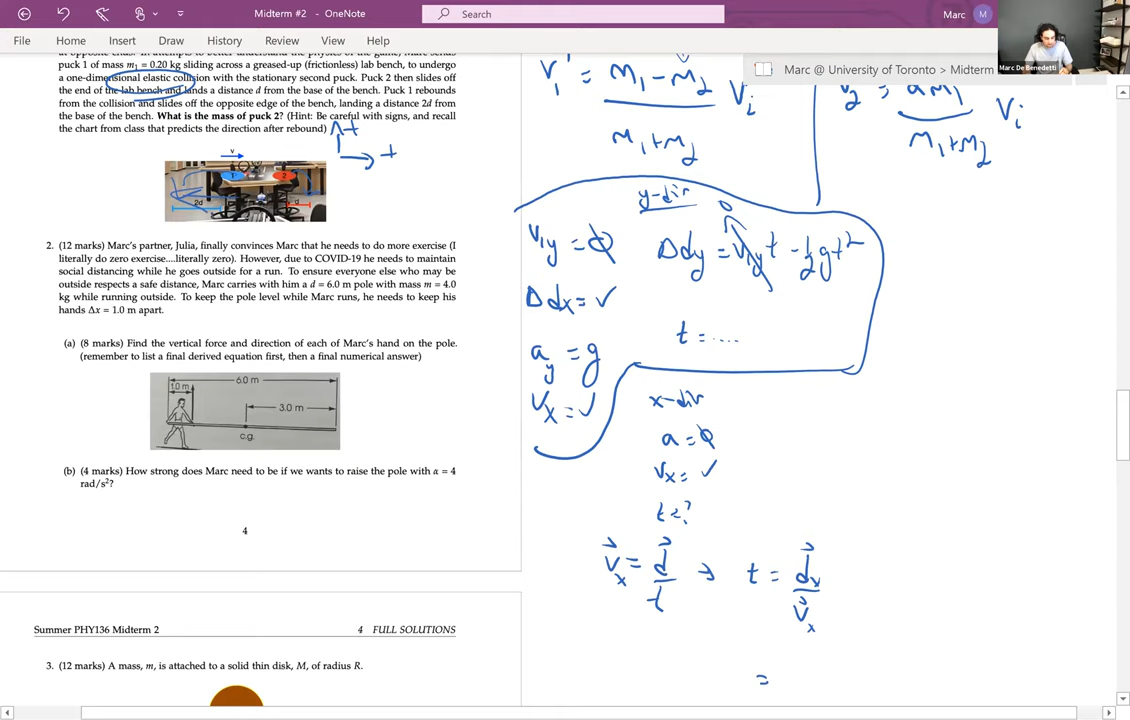 Midterm #2 - OneNote
Search
Marc M
File Home Insert Draw History Review View Help
Marc @ University of Toronto > Midterm
Marc De Benedetti
puck 1 of mass m₁ = 0.20 kg sliding across a greased-up (frictionless) lab bench, to undergo
a one-dimensional elastic collision with the stationary second puck. Puck 2 then slides off
the end of the lab bench and lands a distance d from the base of the bench. Puck 1 rebounds
from the collision and slides off the opposite edge of the bench, landing a distance 2d from
the base of the bench. What is the mass of puck 2? (Hint: Be careful with signs, and recall
the chart from class that predicts the direction after rebound)
+
+
v
1
2
2d
d
2. (12 marks) Marc's partner, Julia, finally convinces Marc that he needs to do more exercise (I
literally do zero exercise....literally zero). However, due to COVID-19 he needs to maintain
social distancing while he goes outside for a run. To ensure everyone else who may be
outside respects a safe distance, Marc carries with him a d = 6.0 m pole with mass m = 4.0
kg while running outside. To keep the pole level while Marc runs, he needs to keep his
hands Δx = 1.0 m apart.
(a) (8 marks) Find the vertical force and direction of each of Marc's hand on the pole.
(remember to list a final derived equation first, then a final numerical answer)
6.0 m
1.0 m
3.0 m
c.g.
(b) (4 marks) How strong does Marc need to be if we wants to raise the pole with α = 4
rad/s²?
4
Summer PHY136 Midterm 2
4 FULL SOLUTIONS
3. (12 marks) A mass, m, is attached to a solid thin disk, M, of radius R.
V₁' = m₁ - m₂ / m₁ + m₂ Vi
V₂' = 2m₁ / m₁ + m₂ Vi
y-dir
V₁y = 0
Δdy = V₁yt - ½gt²
0
Δdx = ✓
t = ....
ay = g
Vx = ✓
x-dir
a = 0
Vx = ✓
t = ?
Vx = d / t → t = dx / Vx
=